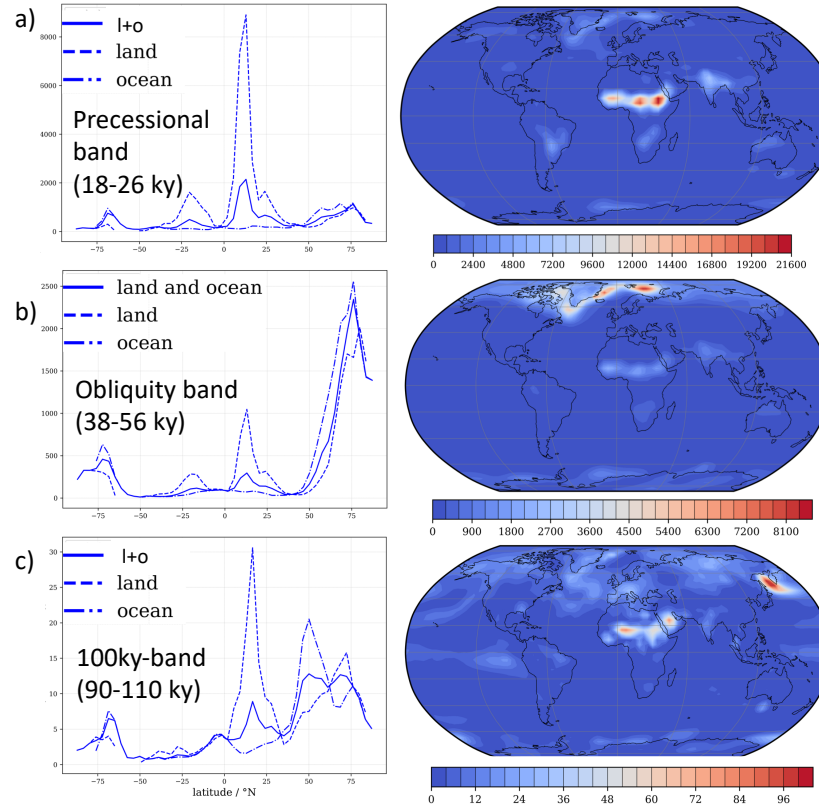 a)
l+o
land
ocean
Precessional
band
(18-26 ky)
8000
6000
4000
2000
0
−75 −50 −25 0 25 50 75
0 2400 4800 7200 9600 12000 14400 16800 19200 21600
b)
land and ocean
land
ocean
Obliquity band
(38-56 ky)
2500
2000
1500
1000
500
0
−75 −50 −25 0 25 50 75
0 900 1800 2700 3600 4500 5400 6300 7200 8100
c)
l+o
land
ocean
100ky-band
(90-110 ky)
30
25
20
15
10
5
0
−75 −50 −25 0 25 50 75
latitude / °N
0 12 24 36 48 60 72 84 96